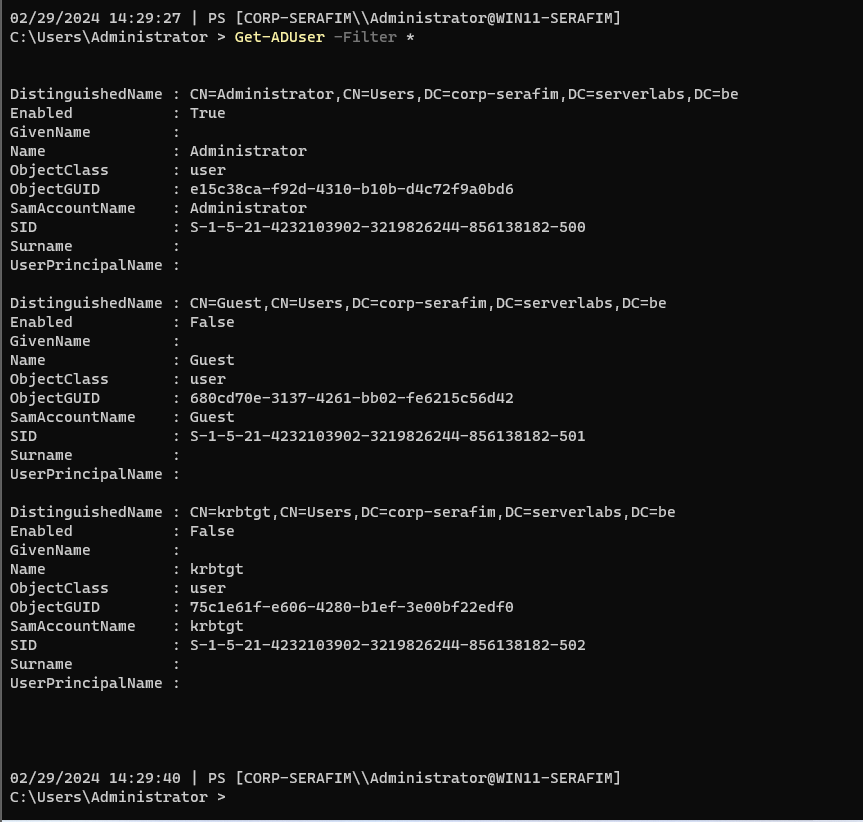 02/29/2024 14:29:27 | PS [CORP-SERAFIM\\Administrator@WIN11-SERAFIM]
C:\Users\Administrator > Get-ADUser -Filter *
DistinguishedName : CN=Administrator,CN=Users,DC=corp-serafim,DC=serverlabs,DC=be
Enabled           : True
GivenName         :
Name              : Administrator
ObjectClass       : user
ObjectGUID        : e15c38ca-f92d-4310-b10b-d4c72f9a0bd6
SamAccountName    : Administrator
SID               : S-1-5-21-4232103902-3219826244-856138182-500
Surname           :
UserPrincipalName :
DistinguishedName : CN=Guest,CN=Users,DC=corp-serafim,DC=serverlabs,DC=be
Enabled           : False
GivenName         :
Name              : Guest
ObjectClass       : user
ObjectGUID        : 680cd70e-3137-4261-bb02-fe6215c56d42
SamAccountName    : Guest
SID               : S-1-5-21-4232103902-3219826244-856138182-501
Surname           :
UserPrincipalName :
DistinguishedName : CN=krbtgt,CN=Users,DC=corp-serafim,DC=serverlabs,DC=be
Enabled           : False
GivenName         :
Name              : krbtgt
ObjectClass       : user
ObjectGUID        : 75c1e61f-e606-4280-b1ef-3e00bf22edf0
SamAccountName    : krbtgt
SID               : S-1-5-21-4232103902-3219826244-856138182-502
Surname           :
UserPrincipalName :
02/29/2024 14:29:40 | PS [CORP-SERAFIM\\Administrator@WIN11-SERAFIM]
C:\Users\Administrator >